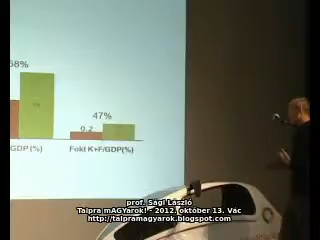 68%
47%
0,2
GDP(%)
Fokt K+F/GDP(%)
prof. Sági László
Talpra mAGYarok! - 2012. október 13. Vác
http://talpramagyarok.blogspot.com